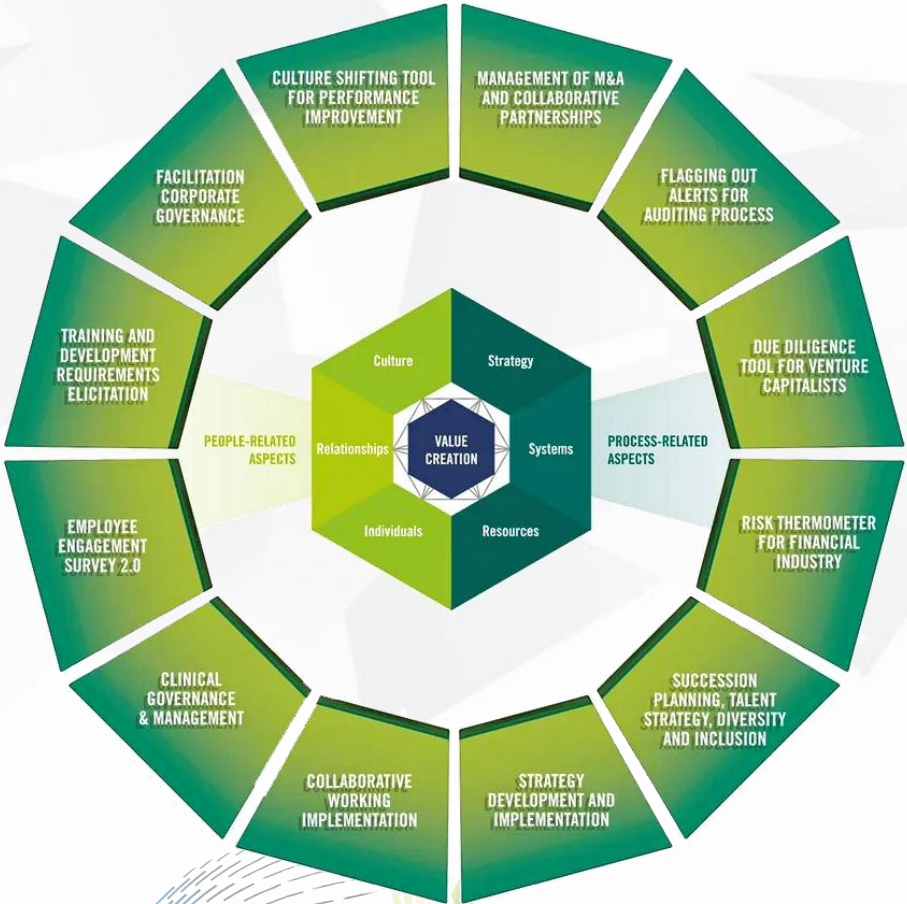 CULTURE SHIFTING TOOL
FOR PERFORMANCE
IMPROVEMENT
MANAGEMENT OF M&A
AND COLLABORATIVE
PARTNERSHIPS
FLAGGING OUT
ALERTS FOR
AUDITING PROCESS
DUE DILIGENCE
TOOL FOR VENTURE
CAPITALISTS
RISK THERMOMETER
FOR FINANCIAL
INDUSTRY
SUCCESSION
PLANNING, TALENT
STRATEGY, DIVERSITY
AND INCLUSION
STRATEGY
DEVELOPMENT AND
IMPLEMENTATION
COLLABORATIVE
WORKING
IMPLEMENTATION
CLINICAL
GOVERNANCE
& MANAGEMENT
EMPLOYEE
ENGAGEMENT
SURVEY 2.0
TRAINING AND
DEVELOPMENT
REQUIREMENTS
ELICITATION
FACILITATION
CORPORATE
GOVERNANCE
PEOPLE-RELATED
ASPECTS
Culture
Relationships
Individuals
VALUE
CREATION
Strategy
Systems
Resources
PROCESS-RELATED
ASPECTS